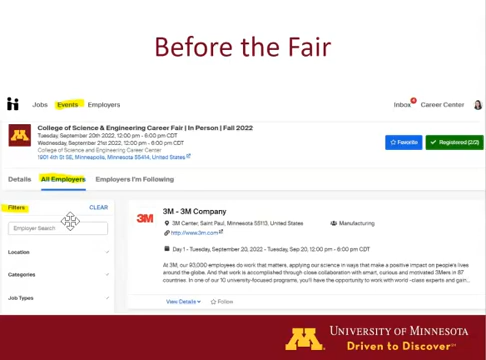 Before the Fair
Jobs Events Employers Inbox 4 Career Center
College of Science & Engineering Career Fair | In Person | Fall 2022
Tuesday, September 20th 2022, 12:00 pm - 6:00 pm CDT
Wednesday, September 21st 2022, 12:00 pm - 6:00 pm CDT
College of Science and Engineering Career Center
1901 4th St SE, Minneapolis, Minnesota 55414, United States
Favorite Registered (2/2)
Details All Employers Employers I'm Following
Filters CLEAR
Employer Search
Location
Categories
Job Types
3M
3M - 3M Company
3M Center, Saint Paul, Minnesota 55113, United States Manufacturing
http://www.3m.com
Day 1 - Tuesday, September 20, 2022 - Tuesday, Sep 20, 12:00 pm - 6:00 pm CDT
At 3M, our 93,000 employees do work that matters, applying our science in ways that make a positive impact on people's lives
around the globe. And that work is accomplished through close collaboration with smart, curious and motivated 3Mers in 87
countries. In one of our 10 university-focused programs, you'll have the opportunity to work with world-class experts and gain...
View Details Follow
M
UNIVERSITY OF MINNESOTA
Driven to Discover